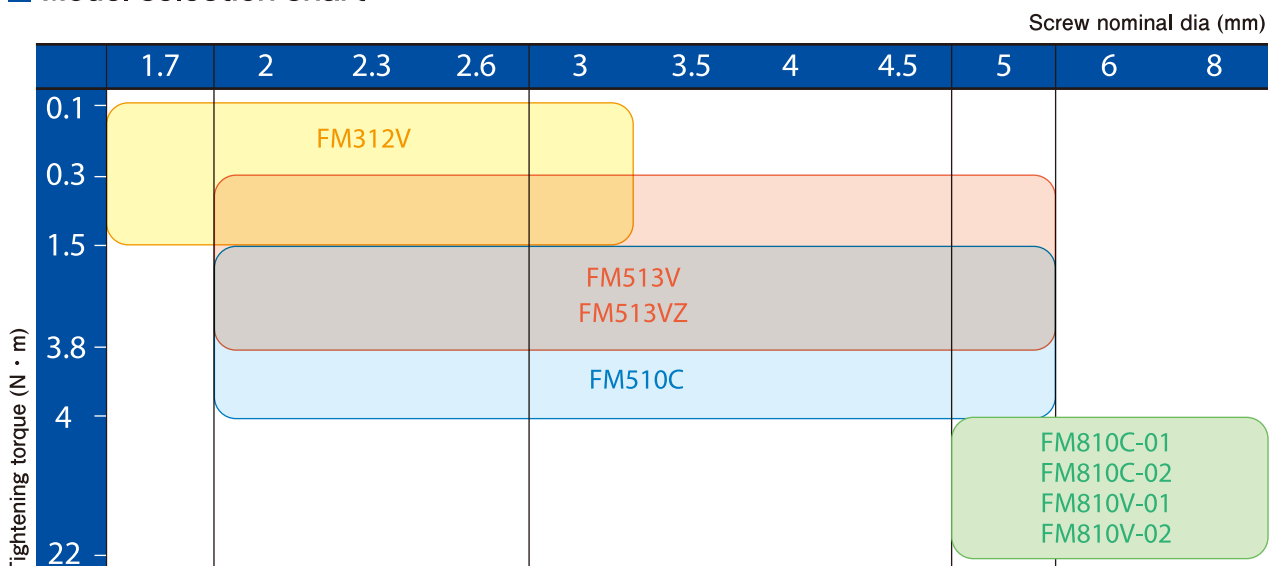 Screw nominal dia (mm)
1.7 2 2.3 2.6 3 3.5 4 4.5 5 6 8
0.1
FM312V
0.3
1.5
FM513V
FM513VZ
3.8
FM510C
4
FM810C-01
FM810C-02
FM810V-01
FM810V-02
22
Tightening torque (N・m)